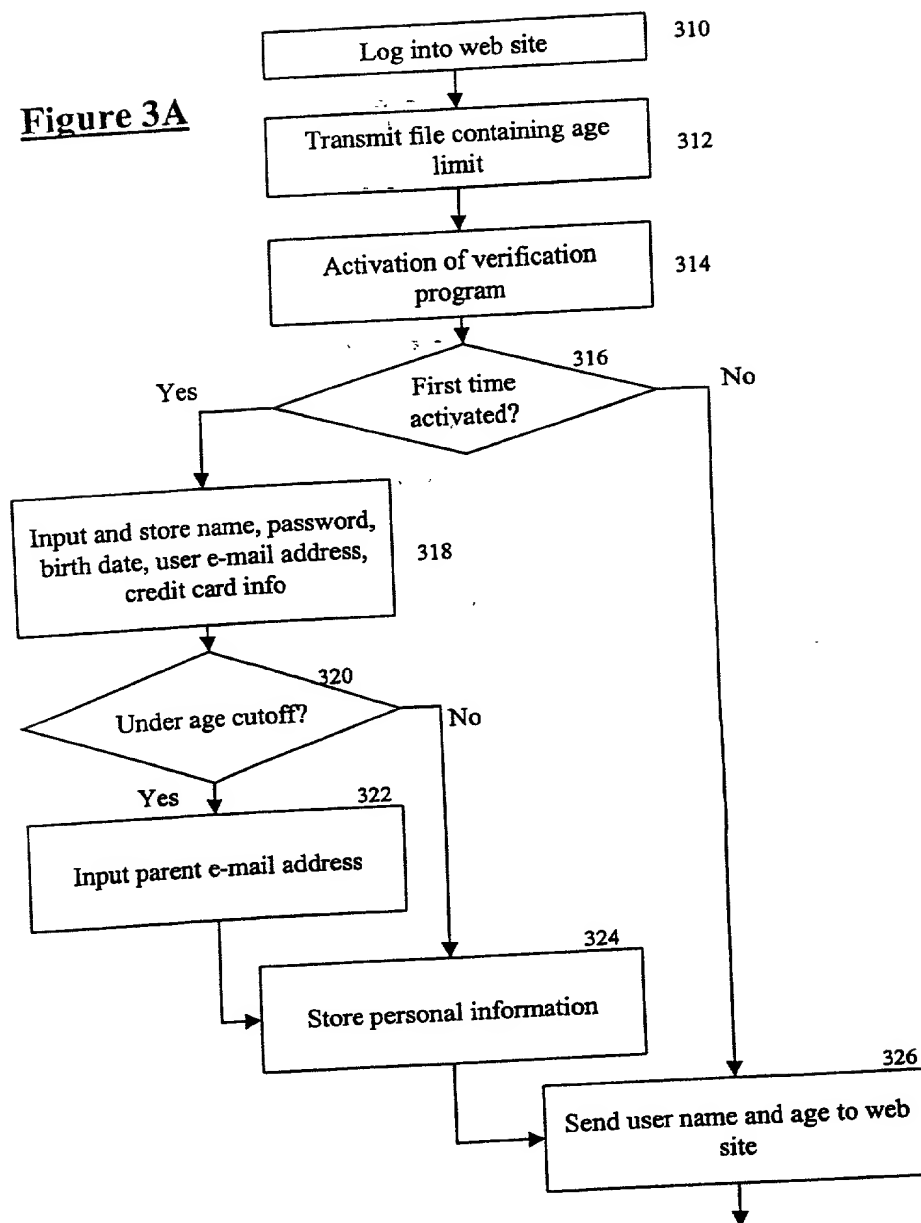 Figure 3A
Log into web site
310
Transmit file containing age
limit
312
Activation of verification
program
314
316
First time
activated?
Yes
No
Input and store name, password,
birth date, user e-mail address,
credit card info
318
320
Under age cutoff?
No
Yes
322
Input parent e-mail address
324
Store personal information
326
Send user name and age to web
site